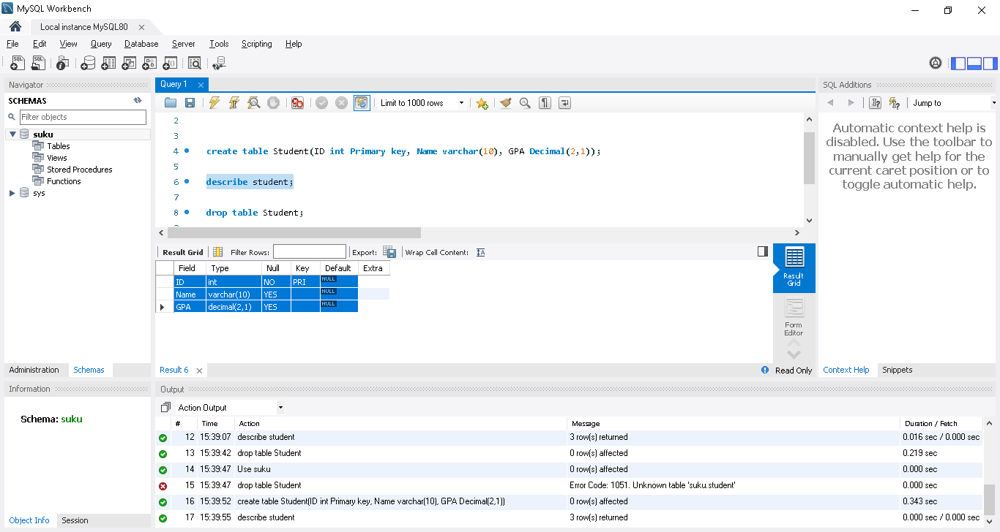 MySQL Workbench
Local instance MySQL80
File Edit View Query Database Server Tools Scripting Help
Navigator
SCHEMAS
Filter objects
suku
Tables
Views
Stored Procedures
Functions
sys
Administration Schemas
Information
Schema: suku
Object Info Session
Query 1
Limit to 1000 rows
2
3
4 create table Student(ID int Primary key, Name varchar(10), GPA Decimal(2,1));
5
6 describe student;
7
8 drop table Student;
Result Grid Filter Rows: Export: Wrap Cell Content:
Field Type Null Key Default Extra
ID int NO PRI NULL
Name varchar(10) YES NULL
GPA decimal(2,1) YES NULL
Result
Grid
Form
Editor
Result 6
Read Only
SQL Additions
Jump to
Automatic context help is
disabled. Use the toolbar to
manually get help for the
current caret position or to
toggle automatic help.
Context Help Snippets
Output
Action Output
# Time Action Message Duration / Fetch
12 15:39:07 describe student 3 row(s) returned 0.016 sec / 0.000 sec
13 15:39:42 drop table Student 0 row(s) affected 0.219 sec
14 15:39:47 Use suku 0 row(s) affected 0.000 sec
15 15:39:47 drop table Student Error Code: 1051. Unknown table 'suku.student' 0.000 sec
16 15:39:52 create table Student(ID int Primary key, Name varchar(10), GPA Decimal(2,1)) 0 row(s) affected 0.343 sec
17 15:39:55 describe student 3 row(s) returned 0.000 sec / 0.000 sec